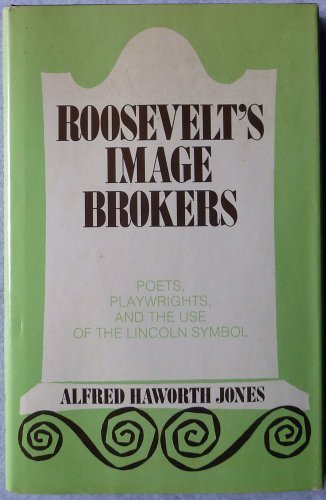 ROOSEVELT'S
IMAGE
BROKERS
POETS,
PLAYWRIGHTS,
AND THE USE
OF THE LINCOLN SYMBOL
ALFRED HAWORTH JONES